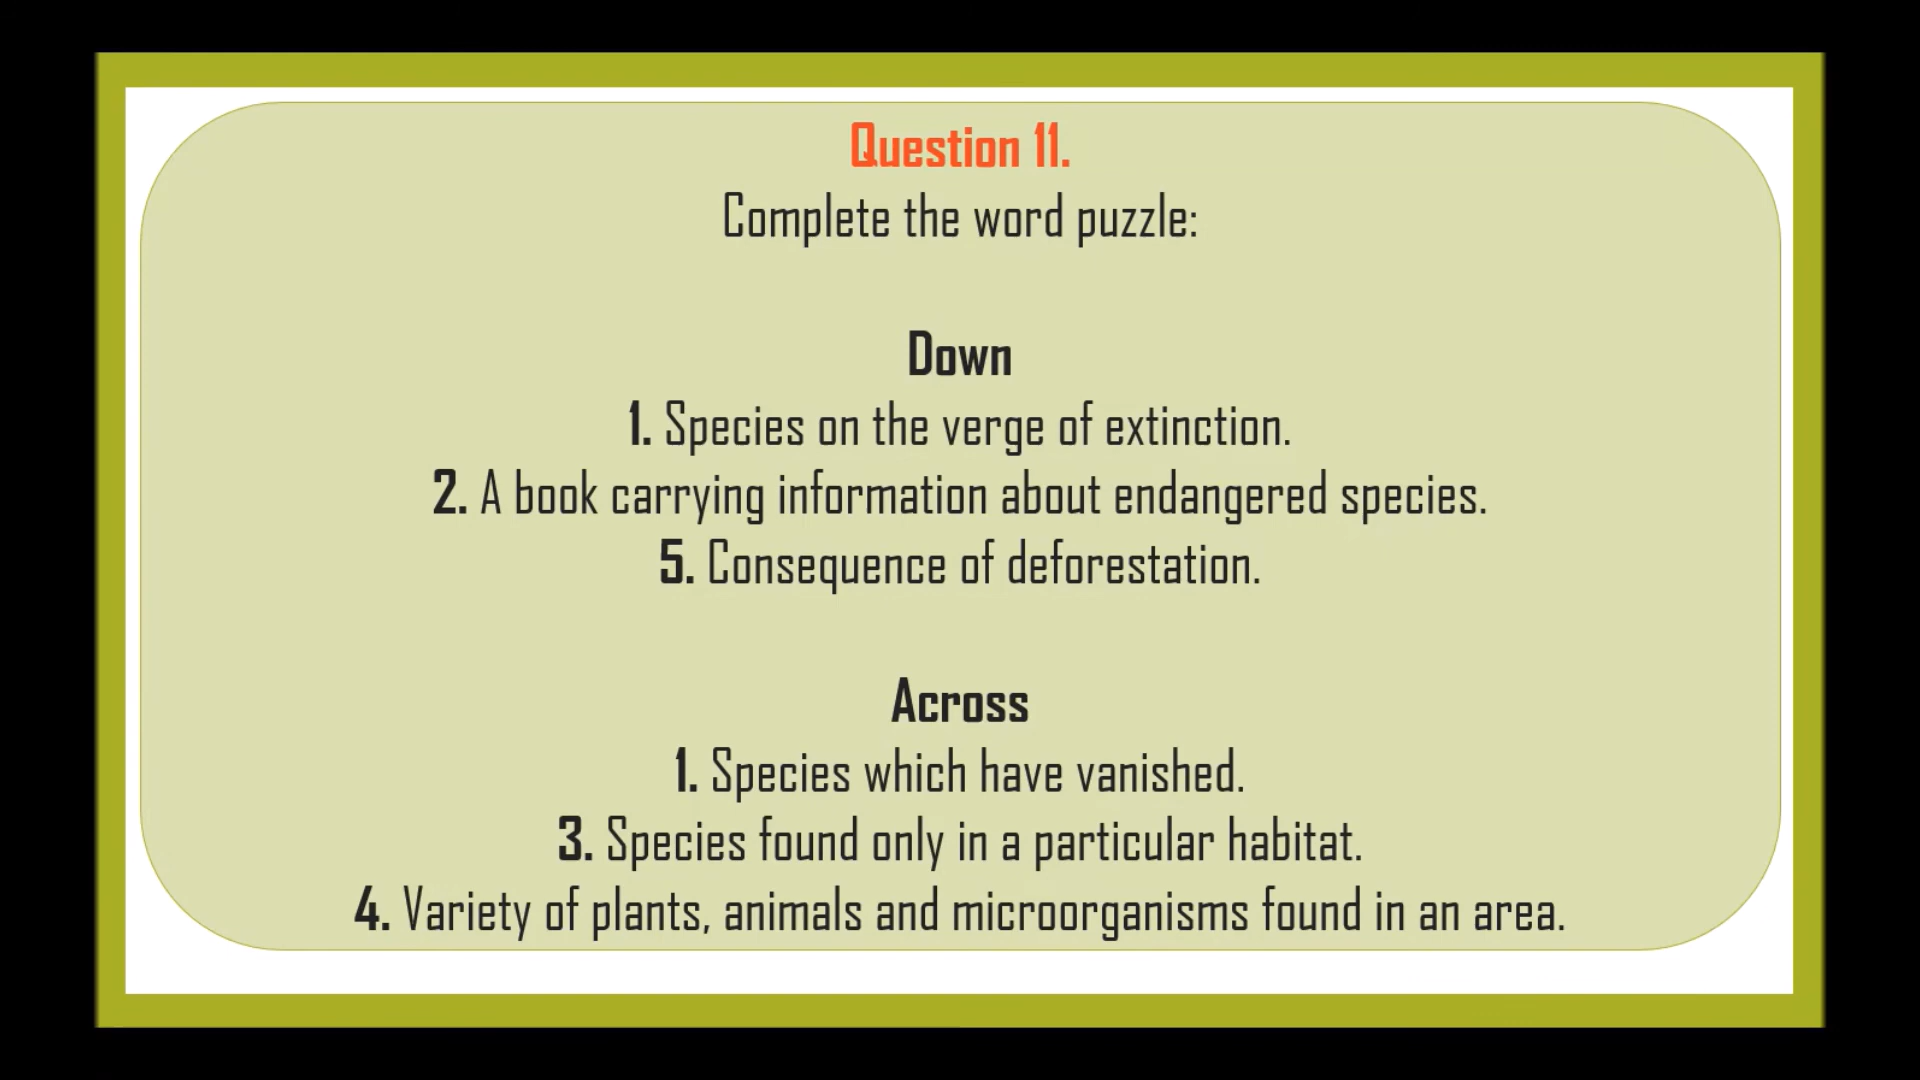 Question 11.
Complete the word puzzle:
Down
1. Species on the verge of extinction.
2. A book carrying information about endangered species.
5. Consequence of deforestation.
Across
1. Species which have vanished.
3. Species found only in a particular habitat.
4. Variety of plants, animals and microorganisms found in an area.